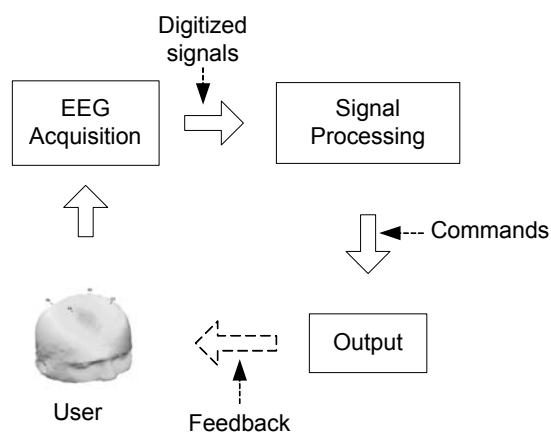 Digitized
signals
EEG
Acquisition
Signal
Processing
Commands
Output
User
Feedback